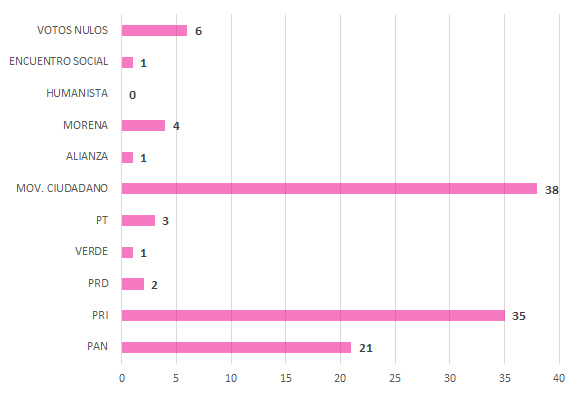 VOTOS NULOS 6
ENCUENTRO SOCIAL 1
HUMANISTA 0
MORENA 4
ALIANZA 1
MOV. CIUDADANO 38
PT 3
VERDE 1
PRD 2
PRI 35
PAN 21
0 5 10 15 20 25 30 35 40